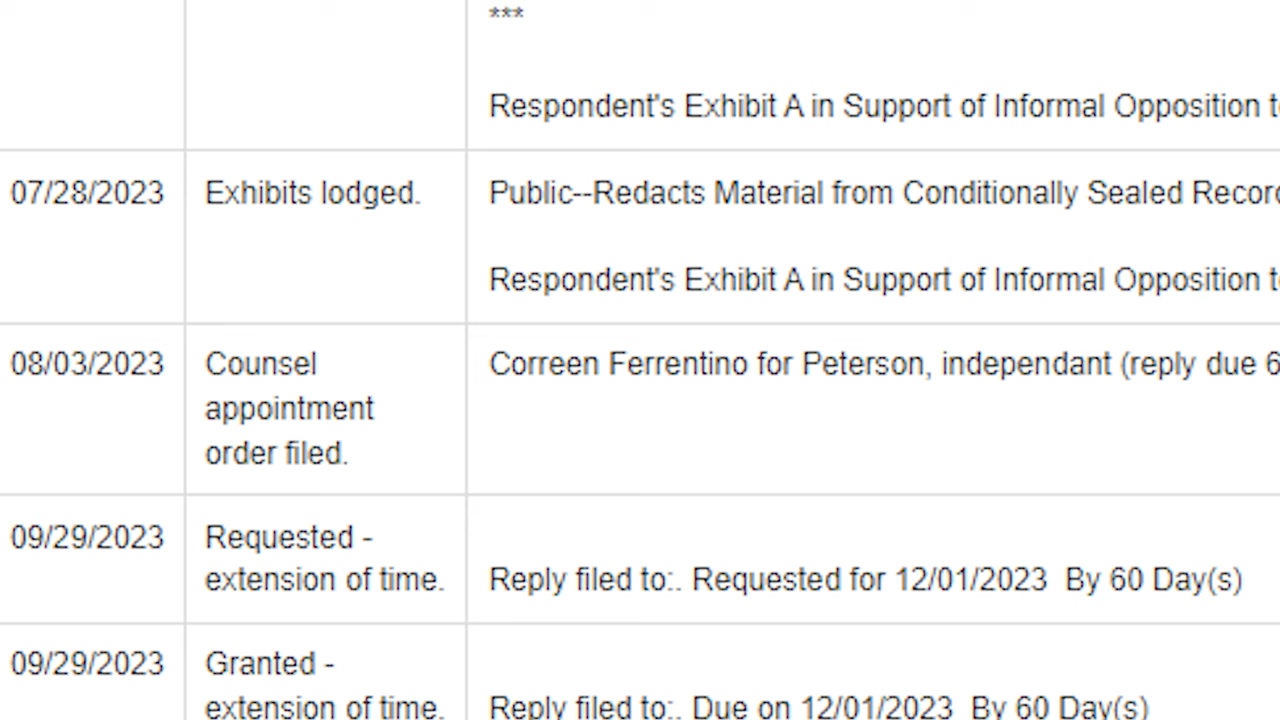 ***
Respondent's Exhibit A in Support of Informal Opposition
07/28/2023 Exhibits lodged. Public--Redacts Material from Conditionally Sealed
Respondent's Exhibit A in Support of Informal Opposition
08/03/2023 Counsel Correen Ferrentino for Peterson, independant (reply due 6
appointment
order filed.
09/29/2023 Requested -
extension of time. Reply filed to:. Requested for 12/01/2023 By 60 Day(s)
09/29/2023 Granted -
extension of time. Reply filed to:. Due on 12/01/2023 By 60 Day(s)